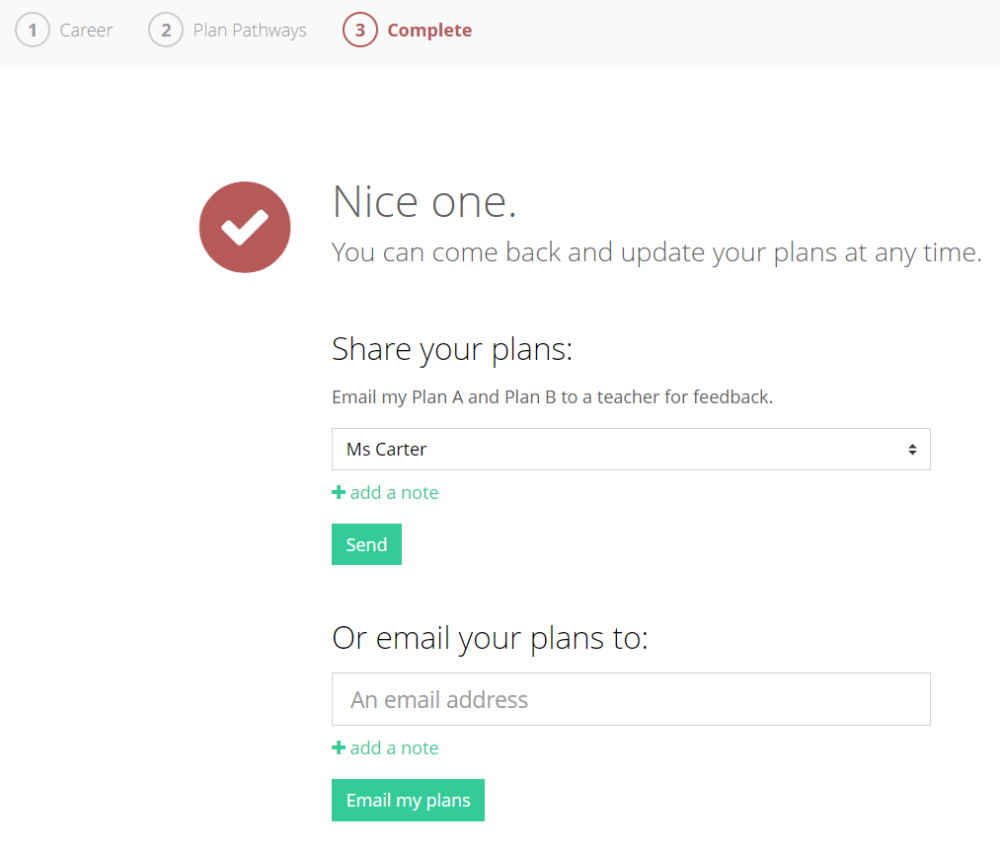 1 Career 2 Plan Pathways 3 Complete
Nice one.
You can come back and update your plans at any time.
Share your plans:
Email my Plan A and Plan B to a teacher for feedback.
Ms Carter
add a note
Send
Or email your plans to:
An email address
add a note
Email my plans